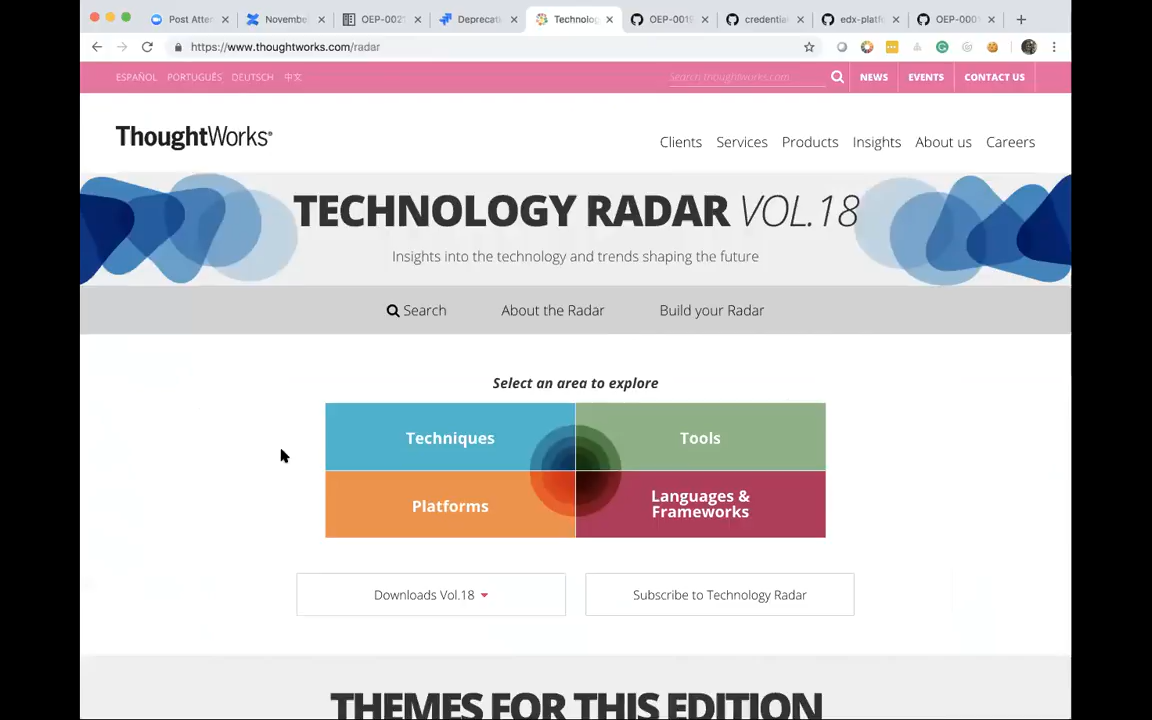 Post Atten
Novembe
OEP-002
Deprecati
Technolog
OEP-0019
credentia
edx-platfo
OEP-000
https://www.thoughtworks.com/radar
ESPAÑOL PORTUGUÊS DEUTSCH 中文
Search thoughtworks.com
NEWS EVENTS CONTACT US
ThoughtWorks®
Clients Services Products Insights About us Careers
TECHNOLOGY RADAR VOL.18
Insights into the technology and trends shaping the future
Search About the Radar Build your Radar
Select an area to explore
Techniques
Tools
Platforms
Languages &
Frameworks
Downloads Vol.18
Subscribe to Technology Radar
THEMES FOR THIS EDITION